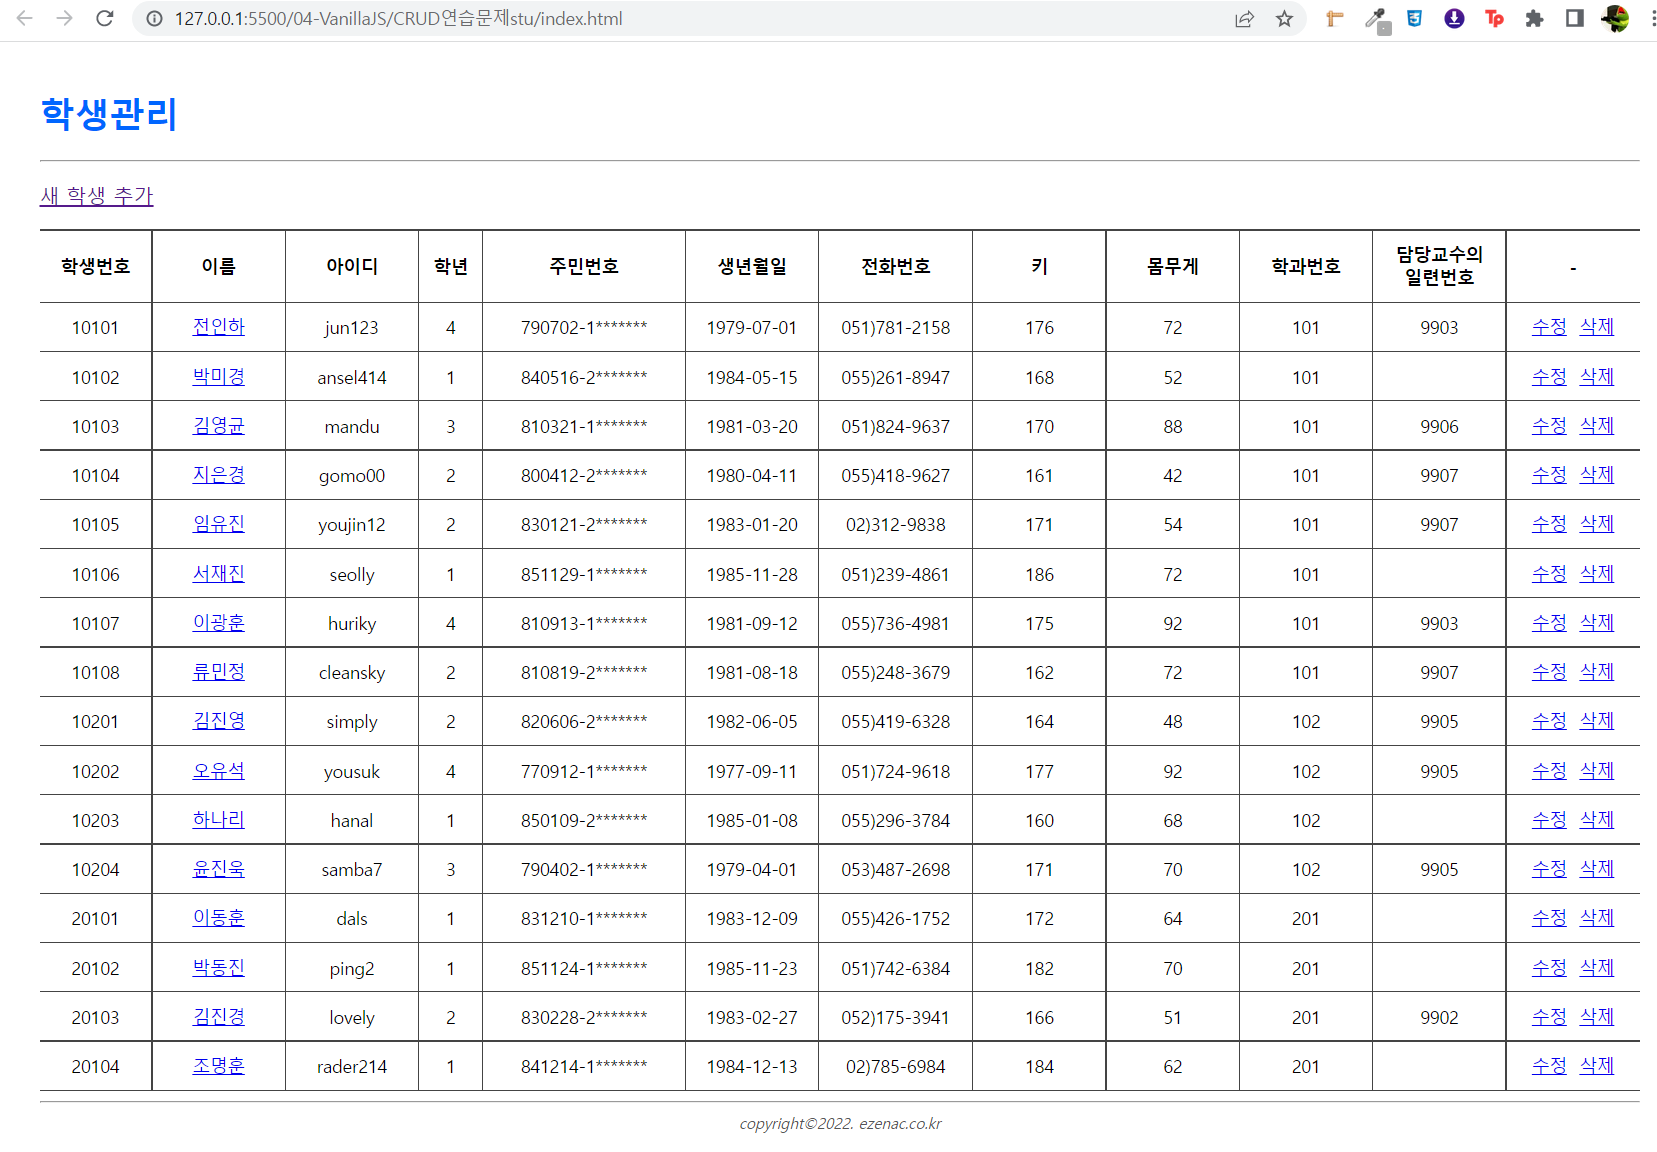 127.0.0.1:5500/04-VanillaJS/CRUD연습문제stu/index.html
학생관리
새 학생 추가
학생번호 이름 아이디 학년 주민번호 생년월일 전화번호 키 몸무게 학과번호 담당교수의 일련번호 -
10101 전인하 jun123 4 790702-1******* 1979-07-01 051)781-2158 176 72 101 9903 수정 삭제
10102 박미경 ansel414 1 840516-2******* 1984-05-15 055)261-8947 168 52 101 수정 삭제
10103 김영균 mandu 3 810321-1******* 1981-03-20 051)824-9637 170 88 101 9906 수정 삭제
10104 지은경 gomo00 2 800412-2******* 1980-04-11 055)418-9627 161 42 101 9907 수정 삭제
10105 임유진 youjin12 2 830121-2******* 1983-01-20 02)312-9838 171 54 101 9907 수정 삭제
10106 서재진 seolly 1 851129-1******* 1985-11-28 051)239-4861 186 72 101 수정 삭제
10107 이광훈 huriky 4 810913-1******* 1981-09-12 055)736-4981 175 92 101 9903 수정 삭제
10108 류민정 cleansky 2 810819-2******* 1981-08-18 055)248-3679 162 72 101 9907 수정 삭제
10201 김진영 simply 2 820606-2******* 1982-06-05 055)419-6328 164 48 102 9905 수정 삭제
10202 오유석 yousuk 4 770912-1******* 1977-09-11 051)724-9618 177 92 102 9905 수정 삭제
10203 하나리 hanal 1 850109-2******* 1985-01-08 055)296-3784 160 68 102 수정 삭제
10204 윤진욱 samba7 3 790402-1******* 1979-04-01 053)487-2698 171 70 102 9905 수정 삭제
20101 이동훈 dals 1 831210-1******* 1983-12-09 055)426-1752 172 64 201 수정 삭제
20102 박동진 ping2 1 851124-1******* 1985-11-23 051)742-6384 182 70 201 수정 삭제
20103 김진경 lovely 2 830228-2******* 1983-02-27 052)175-3941 166 51 201 9902 수정 삭제
20104 조명훈 rader214 1 841214-1******* 1984-12-13 02)785-6984 184 62 201 수정 삭제
copyright©2022. ezenac.co.kr